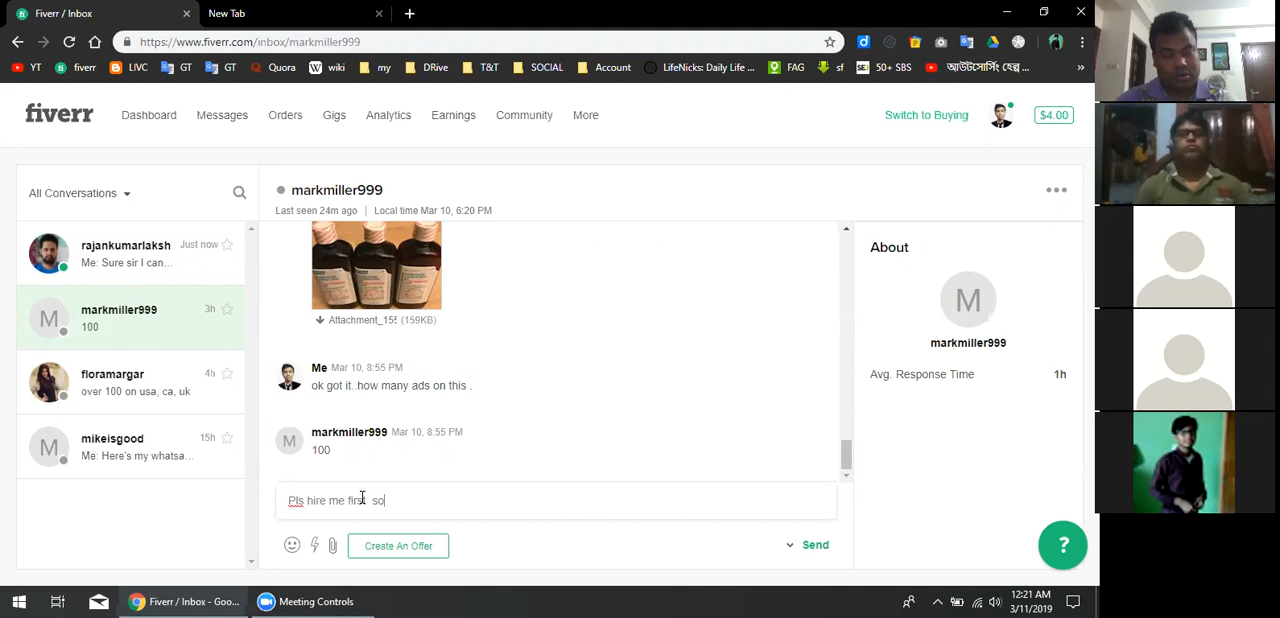 Fiverr / Inbox
New Tab
https://www.fiverr.com/inbox/markmiller999
YT
fiverr
LIVC
GT
GT
Quora
wiki
my
DRive
T&T
SOCIAL
Account
LifeNicks: Daily Life ...
FAG
sf
50+ SBS
আউটসোর্সিং হেল্প ...
fiverr
Dashboard
Messages
Orders
Gigs
Analytics
Earnings
Community
More
Switch to Buying
$4.00
All Conversations
markmiller999
Last seen 24m ago | Local time Mar 10, 6:20 PM
rajankumarlaksh
Just now
Me: Sure sir I can...
markmiller999
3h
100
floramargar
4h
over 100 on usa, ca, uk
mikeisgood
15h
Me: Here's my whatsa...
Attachment_155 (159KB)
Me Mar 10, 8:55 PM
ok got it..how many ads on this .
markmiller999 Mar 10, 8:55 PM
100
Pls hire me first so
Create An Offer
Send
About
M
markmiller999
Avg. Response Time
1h
?
Fiverr / Inbox - Goo...
Meeting Controls
12:21 AM
3/11/2019